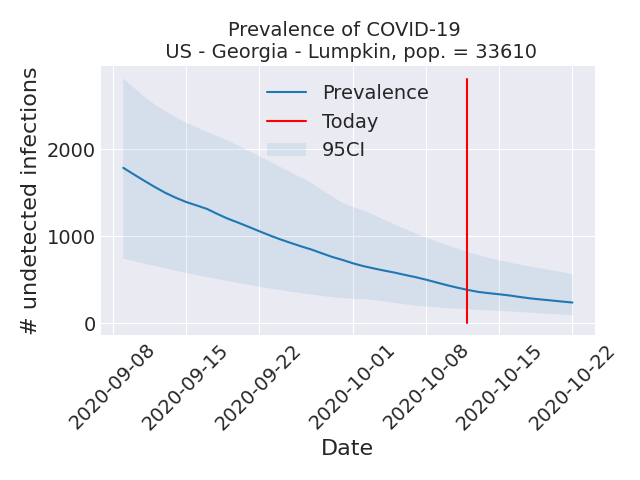 Prevalence of COVID-19
US - Georgia - Lumpkin, pop. = 33610
# undetected infections
2000
1000
0
Prevalence
Today
95CI
2020-09-08
2020-09-15
2020-09-22
2020-10-01
2020-10-08
2020-10-15
2020-10-22
Date